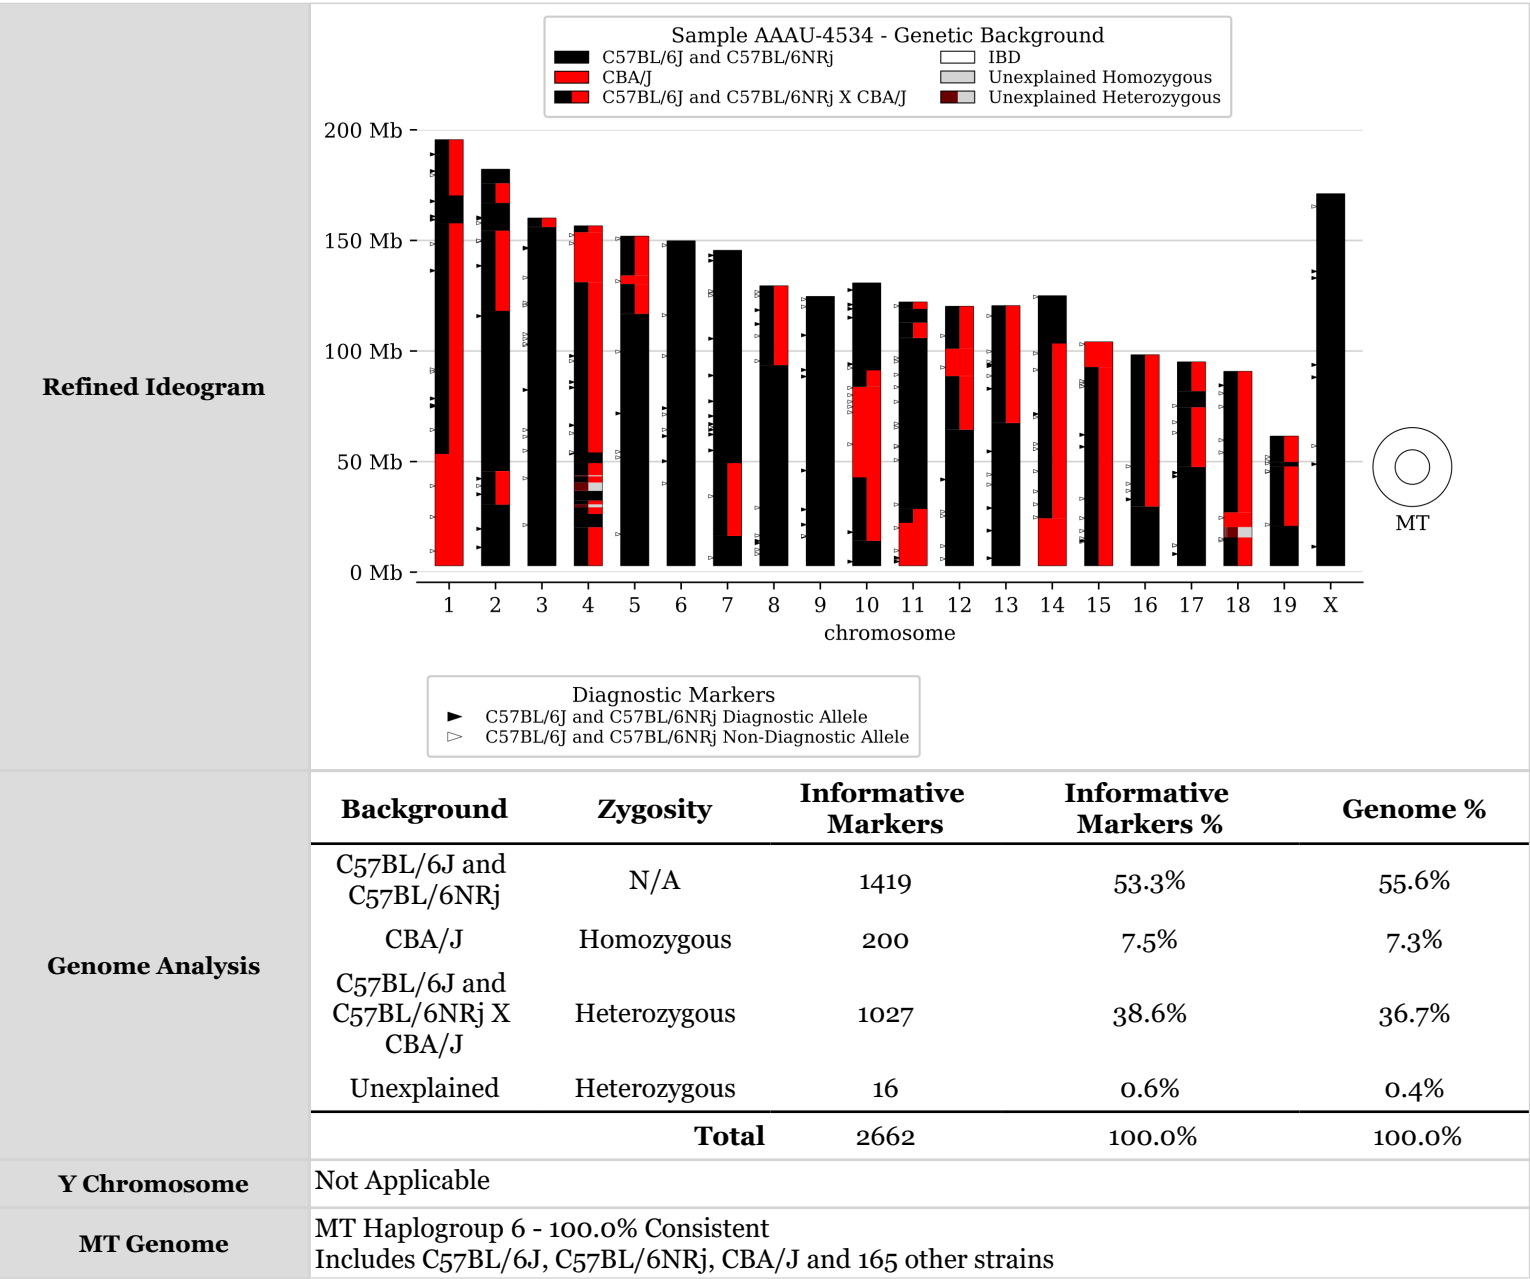 Refined Ideogram
Sample AAAU-4534 - Genetic Background
C57BL/6J and C57BL/6NRj
CBA/J
C57BL/6J and C57BL/6NRj X CBA/J
IBD
Unexplained Homozygous
Unexplained Heterozygous
200 Mb
150 Mb
100 Mb
50 Mb
0 Mb
1 2 3 4 5 6 7 8 9 10 11 12 13 14 15 16 17 18 19 X
chromosome
MT
Diagnostic Markers
C57BL/6J and C57BL/6NRj Diagnostic Allele
C57BL/6J and C57BL/6NRj Non-Diagnostic Allele
Genome Analysis
Background Zygosity Informative Markers Informative Markers % Genome %
C57BL/6J and
C57BL/6NRj N/A 1419 53.3% 55.6%
CBA/J Homozygous 200 7.5% 7.3%
C57BL/6J and
C57BL/6NRj X Heterozygous 1027 38.6% 36.7%
CBA/J
Unexplained Heterozygous 16 0.6% 0.4%
Total 2662 100.0% 100.0%
Y Chromosome
Not Applicable
MT Genome
MT Haplogroup 6 - 100.0% Consistent
Includes C57BL/6J, C57BL/6NRj, CBA/J and 165 other strains